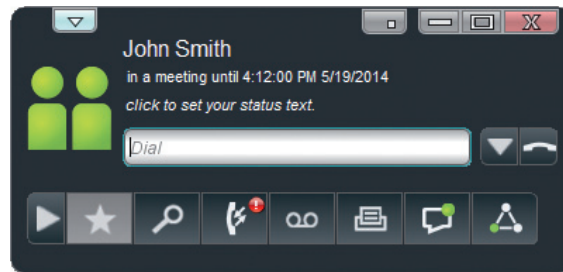 John Smith
in a meeting until 4:12:00 PM 5/19/2014
click to set your status text.
Dial